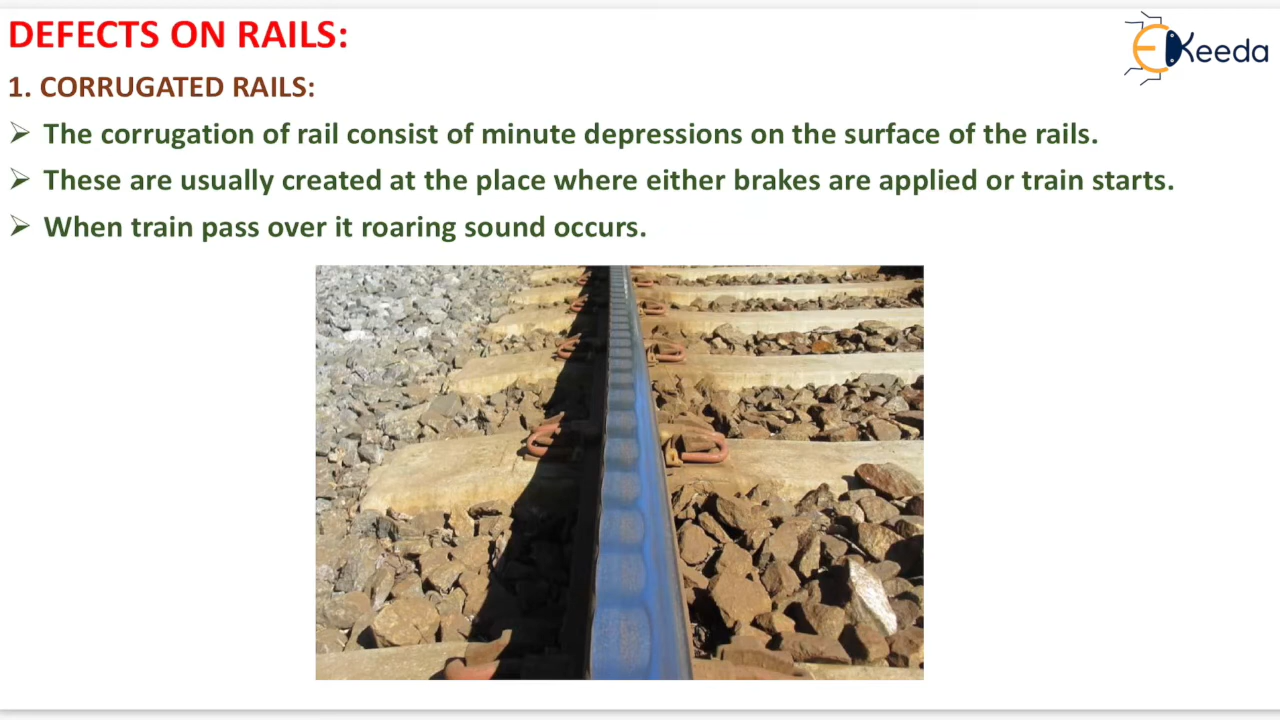 DEFECTS ON RAILS:
EKeeda
1. CORRUGATED RAILS:
➢ The corrugation of rail consist of minute depressions on the surface of the rails.
➢ These are usually created at the place where either brakes are applied or train starts.
➢ When train pass over it roaring sound occurs.